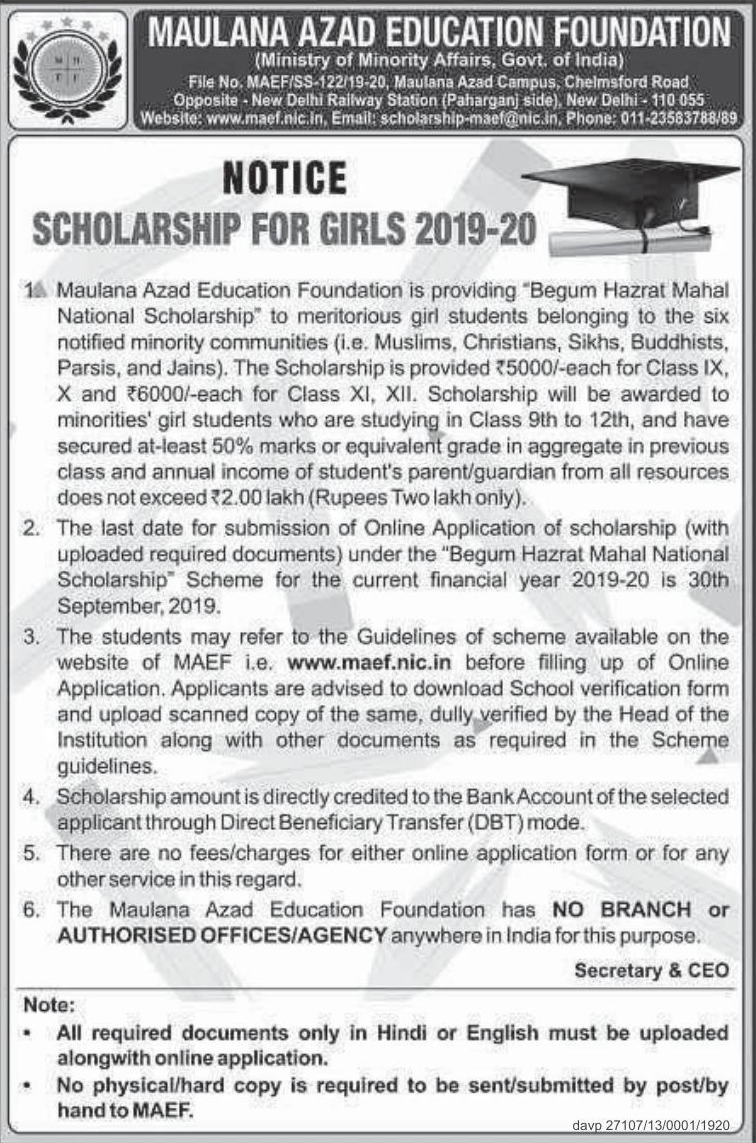 MAULANA AZAD EDUCATION FOUNDATION
(Ministry of Minority Affairs, Govt. of India)
File No. MAEF/SS-122/19-20, Maulana Azad Campus, Chelmsford Road
Opposite - New Delhi Railway Station (Paharganj side), New Delhi - 110 055
Website: www.maef.nic.in, Email: scholarship-maef@nic.in, Phone: 011-23583788/89
M
F F
NOTICE
SCHOLARSHIP FOR GIRLS 2019-20
1. Maulana Azad Education Foundation is providing “Begum Hazrat Mahal
National Scholarship” to meritorious girl students belonging to the six
notified minority communities (i.e. Muslims, Christians, Sikhs, Buddhists,
Parsis, and Jains). The Scholarship is provided ₹5000/-each for Class IX,
X and ₹6000/-each for Class XI, XII. Scholarship will be awarded to
minorities' girl students who are studying in Class 9th to 12th, and have
secured at-least 50% marks or equivalent grade in aggregate in previous
class and annual income of student's parent/guardian from all resources
does not exceed ₹2.00 lakh (Rupees Two lakh only).
2. The last date for submission of Online Application of scholarship (with
uploaded required documents) under the “Begum Hazrat Mahal National
Scholarship” Scheme for the current financial year 2019-20 is 30th
September, 2019.
3. The students may refer to the Guidelines of scheme available on the
website of MAEF i.e. www.maef.nic.in before filling up of Online
Application. Applicants are advised to download School verification form
and upload scanned copy of the same, dully verified by the Head of the
Institution along with other documents as required in the Scheme
guidelines.
4. Scholarship amount is directly credited to the Bank Account of the selected
applicant through Direct Beneficiary Transfer (DBT) mode.
5. There are no fees/charges for either online application form or for any
other service in this regard.
6. The Maulana Azad Education Foundation has NO BRANCH or
AUTHORISED OFFICES/AGENCY anywhere in India for this purpose.
Secretary & CEO
Note:
• All required documents only in Hindi or English must be uploaded
alongwith online application.
• No physical/hard copy is required to be sent/submitted by post/by
hand to MAEF.
davp 27107/13/0001/1920